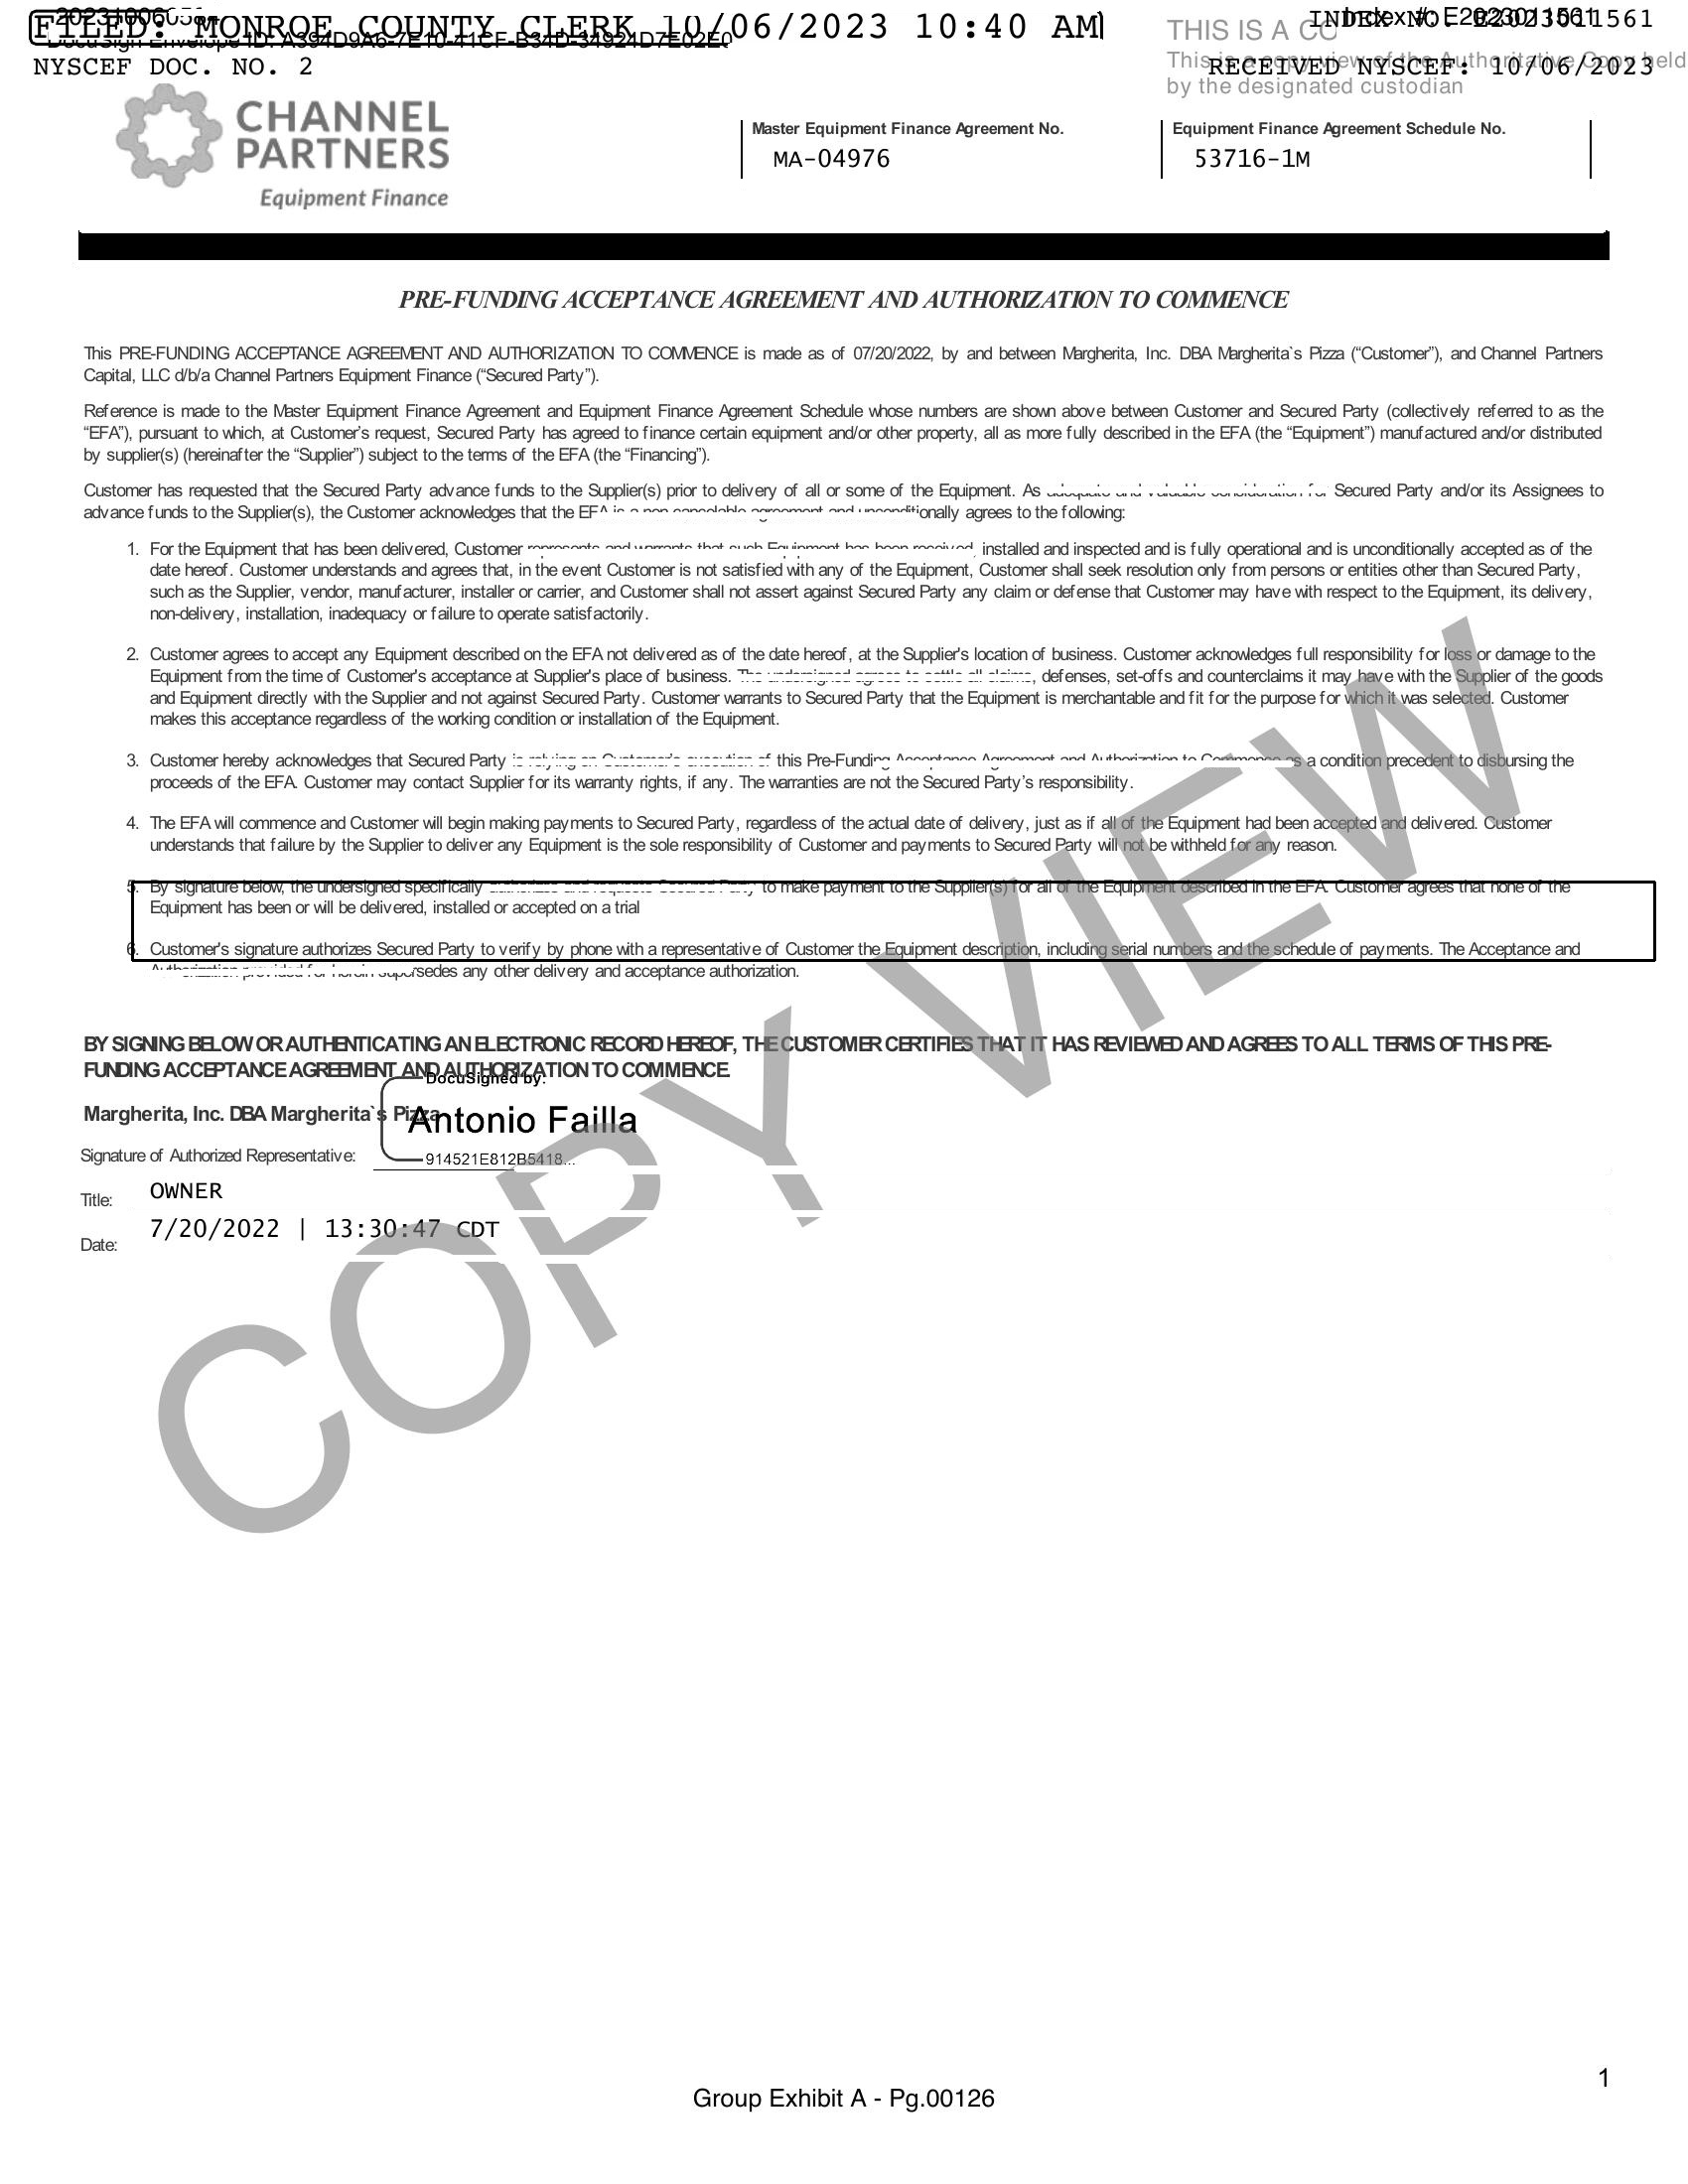 FILED: MONROE COUNTY CLERK 10/06/2023 10:40 AM
NYSCEF DOC. NO. 2
THIS IS A
INDEX NO. E2023011561
Index #: E2023011561
This is a copy view of the Authoritative Copy held
RECEIVED NYSCEF: 10/06/2023
by the designated custodian
CHANNEL
PARTNERS
Equipment Finance
Master Equipment Finance Agreement No.
MA-04976
Equipment Finance Agreement Schedule No.
53716-1M
PRE-FUNDING ACCEPTANCE AGREEMENT AND AUTHORIZATION TO COMMENCE
This PRE-FUNDING ACCEPTANCE AGREEMENT AND AUTHORIZATION TO COMMENCE is made as of 07/20/2022, by and between Margherita, Inc. DBA Margherita`s Pizza (“Customer”), and Channel Partners
Capital, LLC d/b/a Channel Partners Equipment Finance (“Secured Party”).
Reference is made to the Master Equipment Finance Agreement and Equipment Finance Agreement Schedule whose numbers are shown above between Customer and Secured Party (collectively referred to as the
“EFA”), pursuant to which, at Customer’s request, Secured Party has agreed to finance certain equipment and/or other property, all as more fully described in the EFA (the “Equipment”) manufactured and/or distributed
by supplier(s) (hereinafter the “Supplier”) subject to the terms of the EFA (the “Financing”).
Customer has requested that the Secured Party advance funds to the Supplier(s) prior to delivery of all or some of the Equipment. As adequate and valuable consideration for Secured Party and/or its Assignees to
advance funds to the Supplier(s), the Customer acknowledges that the EFA is a non cancelable agreement and unconditionally agrees to the following:
1. For the Equipment that has been delivered, Customer represents and warrants that such Equipment has been received, installed and inspected and is fully operational and is unconditionally accepted as of the
date hereof. Customer understands and agrees that, in the event Customer is not satisfied with any of the Equipment, Customer shall seek resolution only from persons or entities other than Secured Party,
such as the Supplier, vendor, manufacturer, installer or carrier, and Customer shall not assert against Secured Party any claim or defense that Customer may have with respect to the Equipment, its delivery,
non-delivery, installation, inadequacy or failure to operate satisfactorily.
2. Customer agrees to accept any Equipment described on the EFA not delivered as of the date hereof, at the Supplier's location of business. Customer acknowledges full responsibility for loss or damage to the
Equipment from the time of Customer's acceptance at Supplier's place of business. The undersigned agrees to settle all claims, defenses, set-offs and counterclaims it may have with the Supplier of the goods
and Equipment directly with the Supplier and not against Secured Party. Customer warrants to Secured Party that the Equipment is merchantable and fit for the purpose for which it was selected. Customer
makes this acceptance regardless of the working condition or installation of the Equipment.
3. Customer hereby acknowledges that Secured Party is relying on Customer's execution of this Pre-Funding Acceptance Agreement and Authorization to Commence as a condition precedent to disbursing the
proceeds of the EFA. Customer may contact Supplier for its warranty rights, if any. The warranties are not the Secured Party’s responsibility.
4. The EFA will commence and Customer will begin making payments to Secured Party, regardless of the actual date of delivery, just as if all of the Equipment had been accepted and delivered. Customer
understands that failure by the Supplier to deliver any Equipment is the sole responsibility of Customer and payments to Secured Party will not be withheld for any reason.
5. By signature below, the undersigned specifically authorizes and requests Secured Party to make payment to the Supplier(s) for all of the Equipment described in the EFA. Customer agrees that none of the
Equipment has been or will be delivered, installed or accepted on a trial
6. Customer's signature authorizes Secured Party to verify by phone with a representative of Customer the Equipment description, including serial numbers and the schedule of payments. The Acceptance and
Authorization provided for herein supersedes any other delivery and acceptance authorization.
BY SIGNING BELOW OR AUTHENTICATING AN ELECTRONIC RECORD HEREOF, THE CUSTOMER CERTIFIES THAT IT HAS REVIEWED AND AGREES TO ALL TERMS OF THIS PRE-
FUNDING ACCEPTANCE AGREEMENT AND AUTHORIZATION TO COMMENCE.
DocuSigned by:
Margherita, Inc. DBA Margherita`s Pizza
Antonio Failla
Signature of Authorized Representative:
914521E812B5418...
Title:
OWNER
Date:
7/20/2022 | 13:30:47 CDT
COPY VIEW
1
Group Exhibit A - Pg.00126